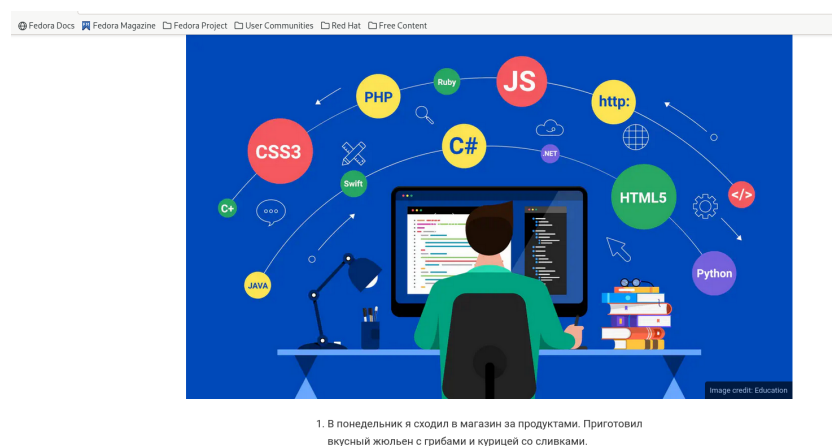 Fedora Docs Fedora Magazine Fedora Project User Communities Red Hat Free Content
Ruby
JS
PHP
http:
C#
CSS3
.NET
Swift
HTML5
</>
C+
Python
JAVA
Image credit: Education
1. В понедельник я сходил в магазин за продуктами. Приготовил
вкусный жюльен с грибами и курицей со сливками.